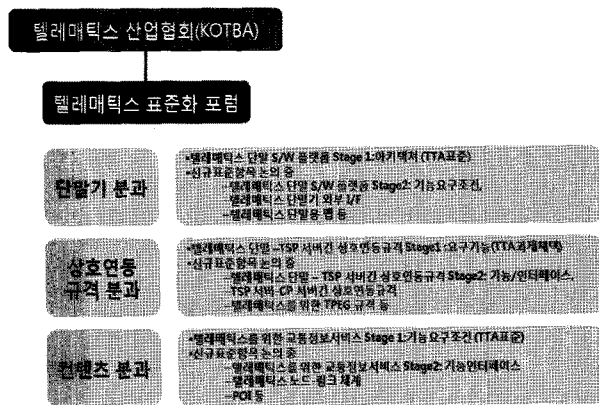 텔레매틱스 산업협회(KOTBA)
텔레매틱스 표준화 포럼
단말기 분과
•텔레매틱스 단말 S/W 플랫폼 Stage 1:아키텍처 (TTA표준)
•신규표준항목 논의 중
–텔레매틱스 단말 S/W 플랫폼 Stage2: 기능요구조건,
텔레매틱스 단말기 외부 I/F
–텔레매틱스 단말용 맵 등
상호연동
규격 분과
•텔레매틱스 단말 –TSP 서버간 상호연동규격 Stage1 :요구기능(TTA과제채택)
•신규표준항목 논의 중
텔레매틱스 단말 – TSP 서버간 상호연동규격 Stage2: 기능/인터페이스,
TSP 서버-CP 서버간 상호연동규격
텔레매틱스를 위한 TPEG 규격 등
컨텐츠 분과
•텔레매틱스를 위한 교통정보서비스 Stage 1:기능요구조건 (TTA표준)
•신규표준항목 논의 중
–텔레매틱스를 위한 교통정보서비스 Stage2: 기능인터페이스
–텔레매틱스 노드·링크 체계
–POI 등